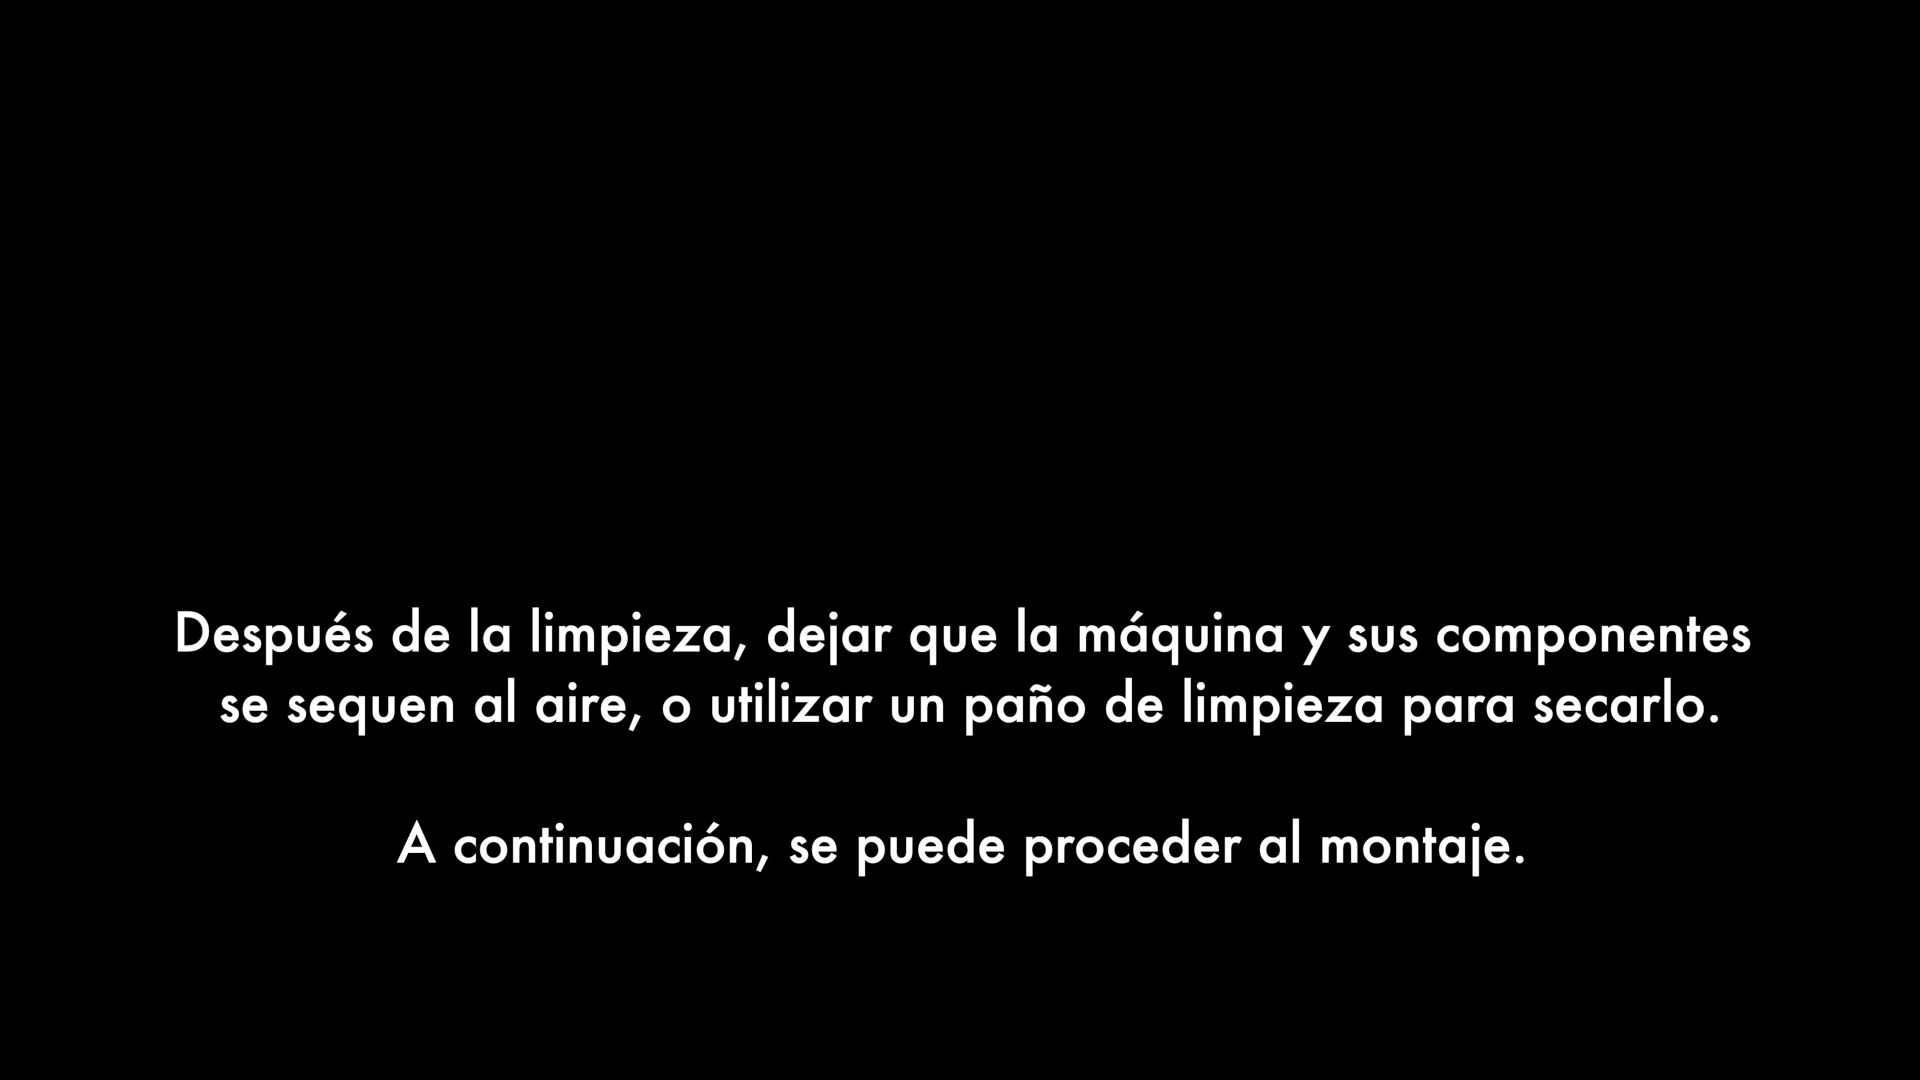 Después de la limpieza, dejar que la máquina y sus componentes
se sequen al aire, o utilizar un paño de limpieza para secarlo.
A continuación, se puede proceder al montaje.